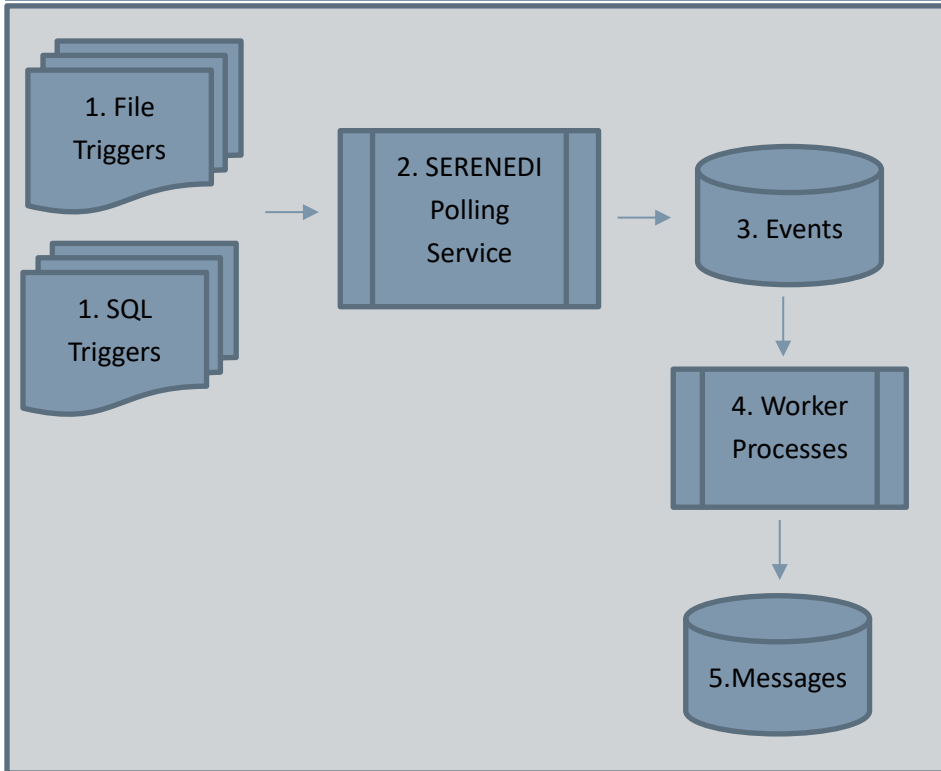 1. File
Triggers
1. SQL
Triggers
2. SERENEDI
Polling
Service
3. Events
4. Worker
Processes
5.Messages